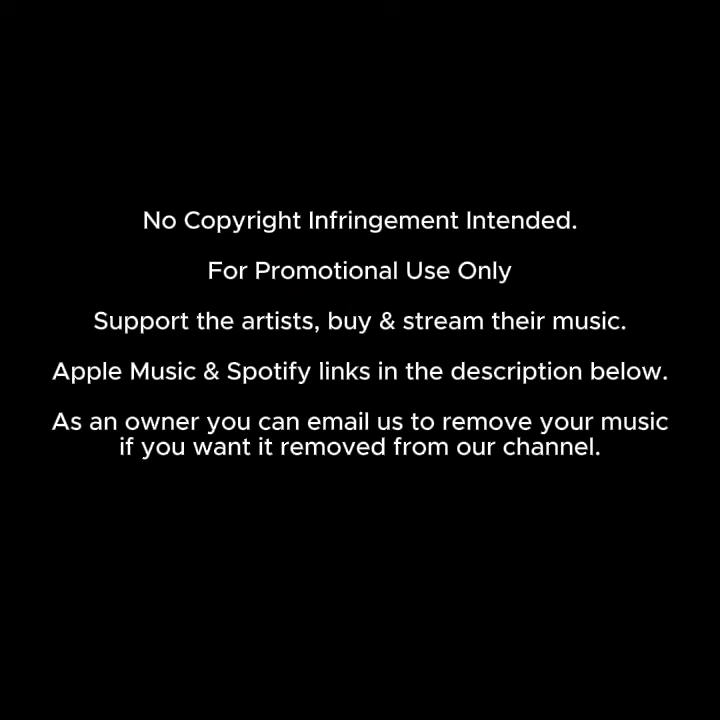 No Copyright Infringement Intended.
For Promotional Use Only
Support the artists, buy & stream their music.
Apple Music & Spotify links in the description below.
As an owner you can email us to remove your music
if you want it removed from our channel.